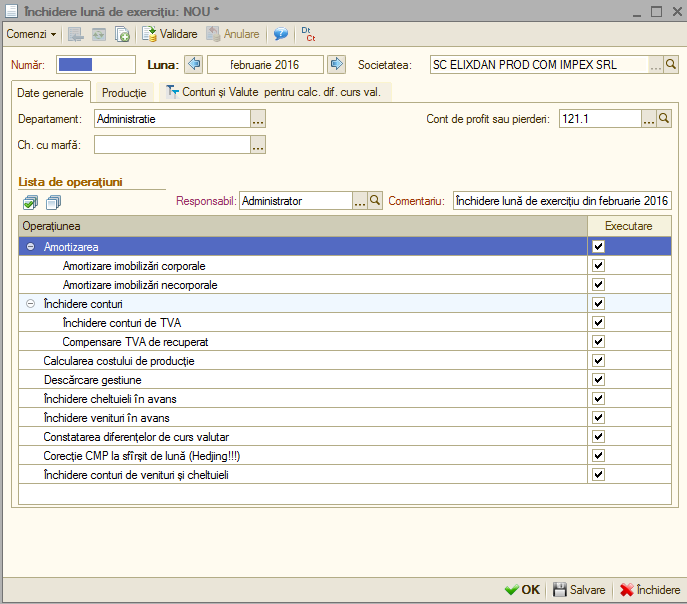 Închidere lună de exercițiu: NOU *
Comenzi Validare Anulare Dt Ct
Număr: Luna: februarie 2016 Societatea: SC ELIXDAN PROD COM IMPEX SRL ...
Date generale Producție Conturi și Valute pentru calc. dif. curs val.
Departament: Administratie ... Cont de profit sau pierderi: 121.1 ...
Ch. cu marfă: ...
Lista de operațiuni
Responsabil: Administrator ... Comentariu: Închidere lună de exercițiu din februarie 2016
Operațiunea Executare
Amortizarea
Amortizare imobilizări corporale
Amortizare imobilizări necorporale
Închidere conturi
Închidere conturi de TVA
Compensare TVA de recuperat
Calcularea costului de producție
Descărcare gestiune
Închidere cheltuieli în avans
Închidere venituri în avans
Constatarea diferențelor de curs valutar
Corecție CMP la sfîrșit de lună (Hedjing!!!)
Închidere conturi de venituri și cheltuieli
OK Salvare Închidere